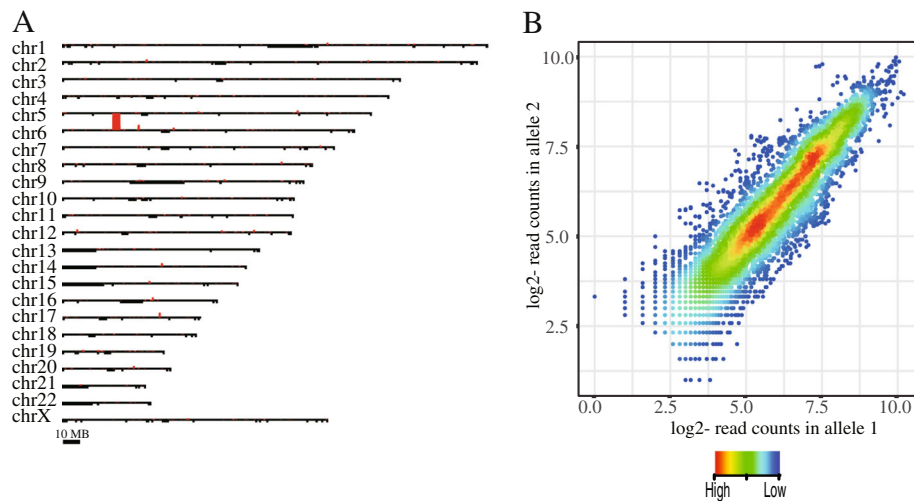 A
chr1
chr2
chr3
chr4
chr5
chr6
chr7
chr8
chr9
chr10
chr11
chr12
chr13
chr14
chr15
chr16
chr17
chr18
chr19
chr20
chr21
chr22
chrX
10 MB
B
log2- read counts in allele 2
10.0
7.5
5.0
2.5
0.0
2.5
5.0
7.5
10.0
log2- read counts in allele 1
High
Low